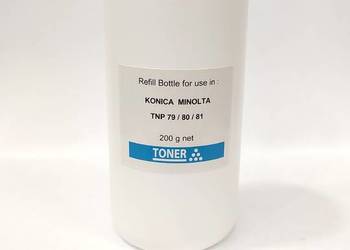 Refill Bottle for use in :
KONICA MINOLTA
TNP 79 / 80 / 81
200 g net
TONER